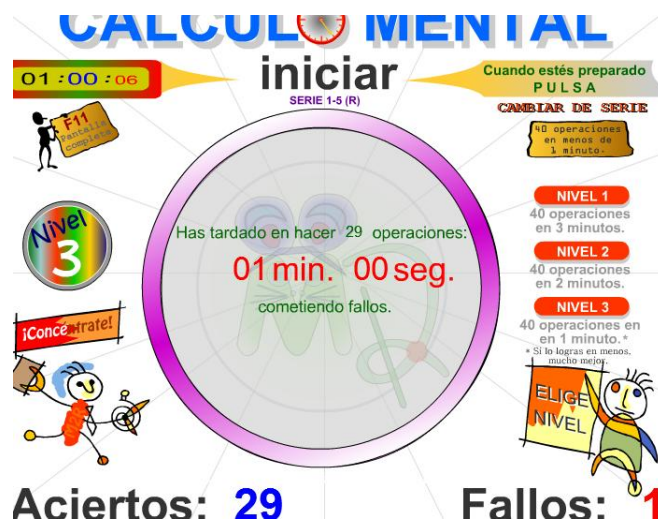 CALCULO MENTAL
01:00:06
iniciar
SERIE 1-5 (R)
Cuando estés preparado
PULSA
CAMBIAR DE SERIE
40 operaciones
en menos de
1 minuto.
F11
Pantalla
completa
Nivel
3
NIVEL 1
40 operaciones
en 3 minutos.
NIVEL 2
40 operaciones
en 2 minutos.
NIVEL 3
40 operaciones en
en 1 minuto. *
* Si lo logras en menos,
mucho mejor.
Has tardado en hacer 29 operaciones:
01 min. 00 seg.
cometiendo fallos.
¡Concéntrate!
ELIGE
NIVEL
Aciertos: 29
Fallos: 1